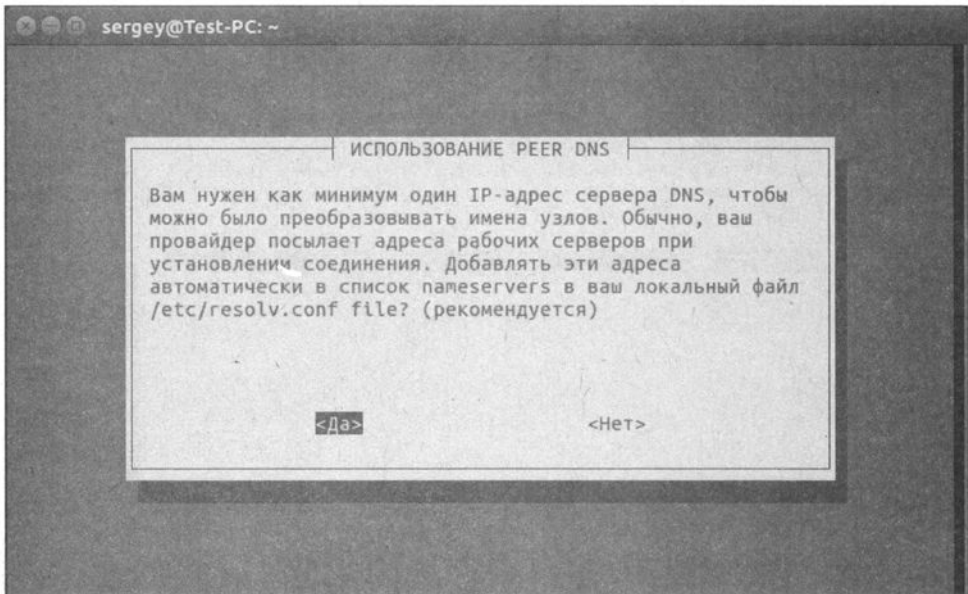 sergey@Test-PC: ~
ИСПОЛЬЗОВАНИЕ PEER DNS
Вам нужен как минимум один IP-адрес сервера DNS, чтобы
можно было преобразовывать имена узлов. Обычно, ваш
провайдер посылает адреса рабочих серверов при
установлении соединения. Добавлять эти адреса
автоматически в список nameservers в ваш локальный файл
/etc/resolv.conf file? (рекомендуется)
<Да> <Нет>